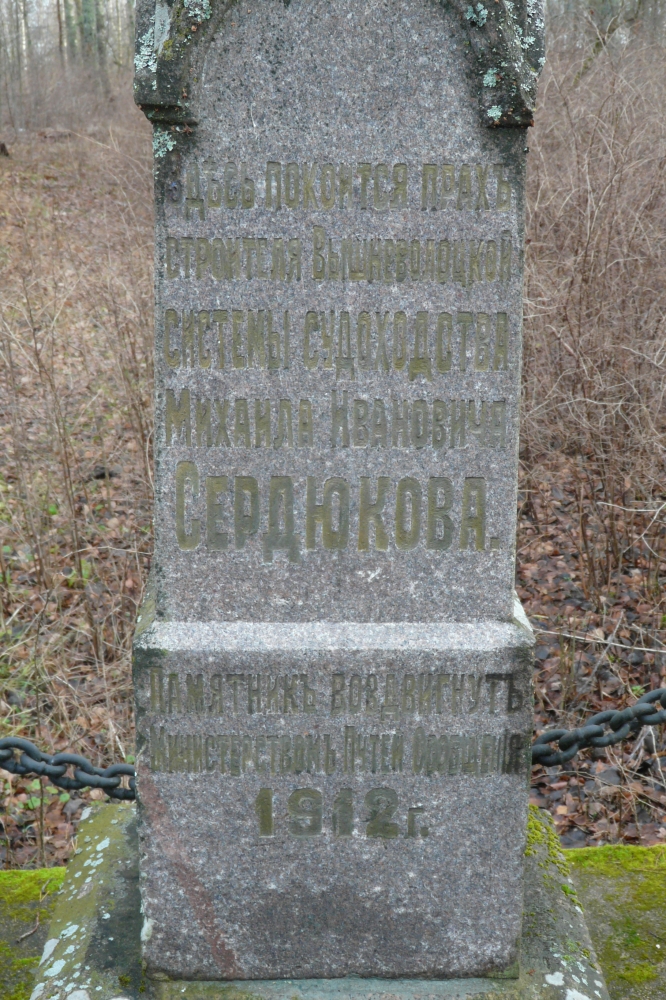 Здѣсь покоится прахъ
строителя Вышневолоцкой
системы судоходства
Михаила Ивановича
Сердюкова.
Памятникъ воздвигнутъ
Министерствомъ Путей Сообщенія
1912 г.